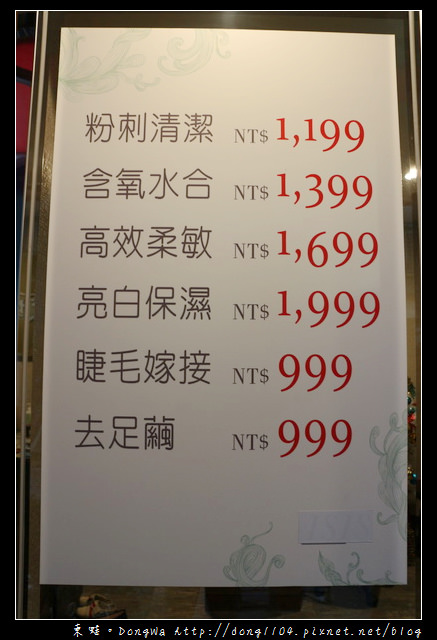 粉刺清潔 NT$ 1,199
含氧水合 NT$ 1,399
高效柔敏 NT$ 1,699
亮白保濕 NT$ 1,999
睫毛嫁接 NT$ 999
去足繭 NT$ 999
東蛙。DongWa http://dong1104.pixnet.net/blog